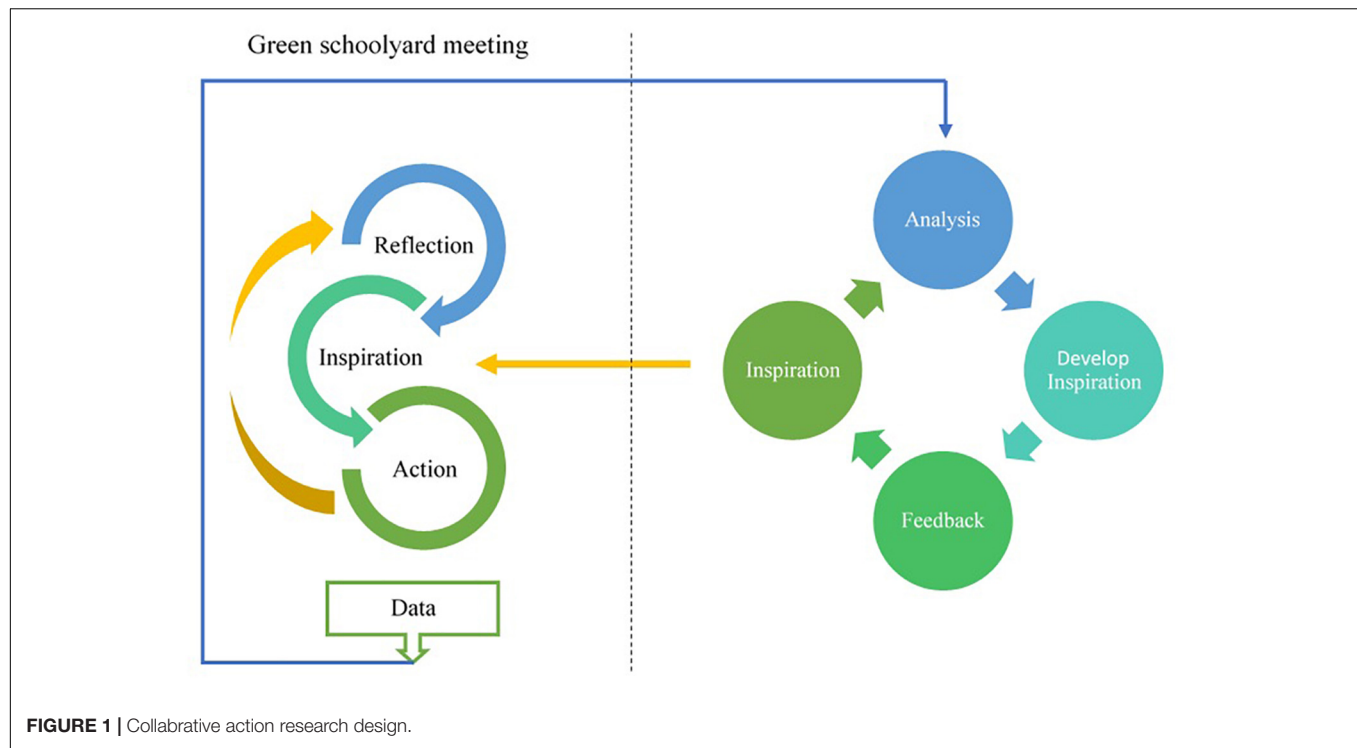 Green schoolyard meeting
Reflection
Inspiration
Action
Data
Analysis
Inspiration
Develop
Inspiration
Feedback
FIGURE 1 | Collabrative action research design.